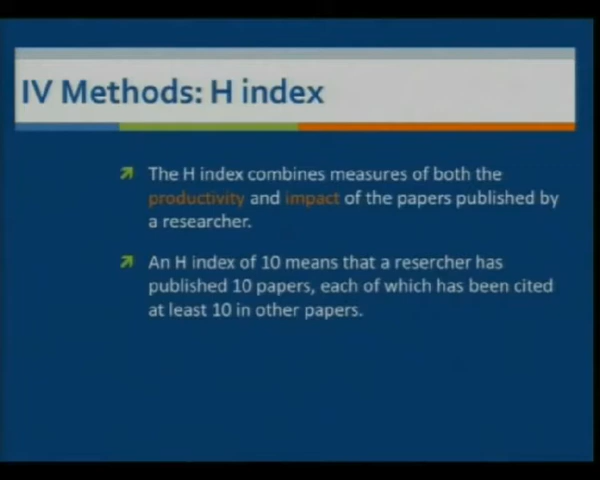 IV Methods: H index
The H index combines measures of both the
productivity and impact of the papers published by
a researcher.
An H index of 10 means that a resercher has
published 10 papers, each of which has been cited
at least 10 in other papers.